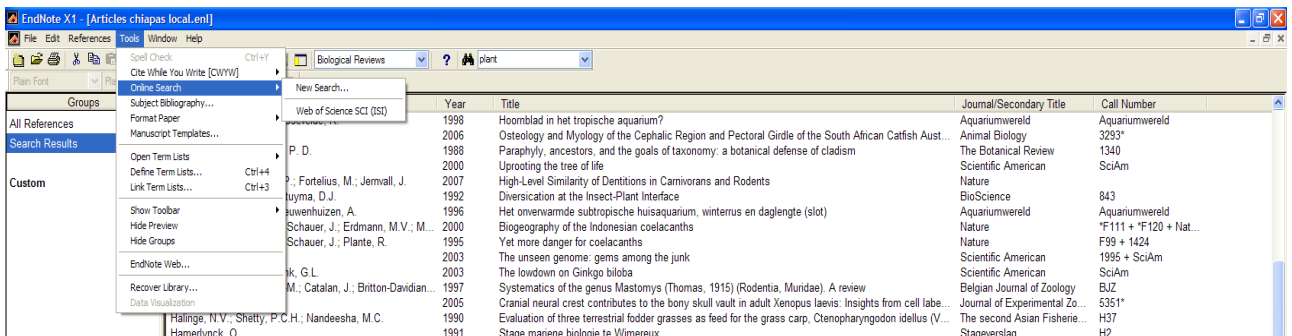 EndNote X1 - [Articles chiapas local.enl]
File Edit References Tools Window Help
Biological Reviews ? plant
Plain Font
Spell Check Ctrl+Y
Cite While You Write [CWYW]
Online Search
Subject Bibliography...
Format Paper
Manuscript Templates...
Open Term Lists
Define Term Lists... Ctrl+4
Link Term Lists... Ctrl+3
Show Toolbar
Hide Preview
Hide Groups
EndNote Web...
Recover Library...
Data Visualization
New Search...
Web of Science SCI (ISI)
Groups
All References
Search Results
Custom
Year Title Journal/Secondary Title Call Number
1998 Hoornblad in het tropische aquarium? Aquariumwereld Aquariumwereld
2006 Osteology and Myology of the Cephalic Region and Pectoral Girdle of the South African Catfish Aust... Animal Biology 3293*
P. D. 1988 Paraphyly, ancestors, and the goals of taxonomy: a botanical defense of cladism The Botanical Review 1340
2000 Uprooting the tree of life Scientific American SciAm
P.; Fortelius, M.; Jernvall, J. 2007 High-Level Similarity of Dentitions in Carnivorans and Rodents Nature
tuyma, D.J. 1992 Diversication at the Insect-Plant Interface BioScience 843
euwenhuizen, A. 1996 Het onverwarmde subtropische huisaquarium, winterrus en daglengte (slot) Aquariumwereld Aquariumwereld
Schauer, J.; Erdmann, M.V.; M... 2000 Biogeography of the Indonesian coelacanths Nature *F111 + *F120 + Nat...
Schauer, J.; Plante, R. 1995 Yet more danger for coelacanths Nature F99 + 1424
2003 The unseen genome: gems among the junk Scientific American 1995 + SciAm
nk, G.L. 2003 The lowdown on Ginkgo biloba Scientific American SciAm
M.; Catalan, J.; Britton-Davidian... 1997 Systematics of the genus Mastomys (Thomas, 1915) (Rodentia, Muridae). A review Belgian Journal of Zoology BJZ
2005 Cranial neural crest contributes to the bony skull vault in adult Xenopus laevis: Insights from cell labe... Journal of Experimental Zo... 5351*
Halinge, N.V.; Shetty, P.C.H.; Nandeesha, M.C. 1990 Evaluation of three terrestrial fodder grasses as feed for the grass carp, Ctenopharyngodon idellus (V... The second Asian Fisherie... H37
Hamerlynck, O. 1991 Stage mariene biologie te Wimereux Stageverslag H2